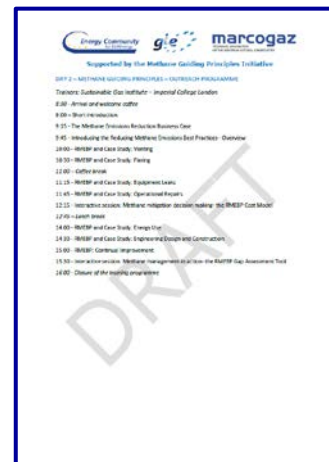 Energy Community
gie
marcogaz
Supported by the Methane Guiding Principles Initiative
DAY 2 – METHANE GUIDING PRINCIPLES – OUTREACH PROGRAMME
Trainers: Sustainable Gas Institute – Imperial College London
8:30 - Arrival and welcome coffee
9:00 – Short introduction
9:15 - The Methane Emissions Reduction Business Case
9:45 - Introducing the Reducing Methane Emissions Best Practices - Overview
10:00 - RMEBP and Case Study: Venting
10:30 - RMEBP and Case Study: Flaring
11:00 - Coffee break
11:15 - RMEBP and Case Study: Equipment Leaks
11:45 - RMEBP and Case Study: Operational Repairs
12:15 - Interactive session: Methane mitigation decision making- the RMEBP Cost Model
12:45 – Lunch break
14:00 - RMEBP and Case Study: Energy Use
14:30 - RMEBP and Case Study: Engineering Design and Construction
15:00 - RMEBP: Continual Improvement
15:30 - Interactive session: Methane management in action- the RMEBP Gap Assessment Tool
16:00 - Closure of the training programme
DRAFT